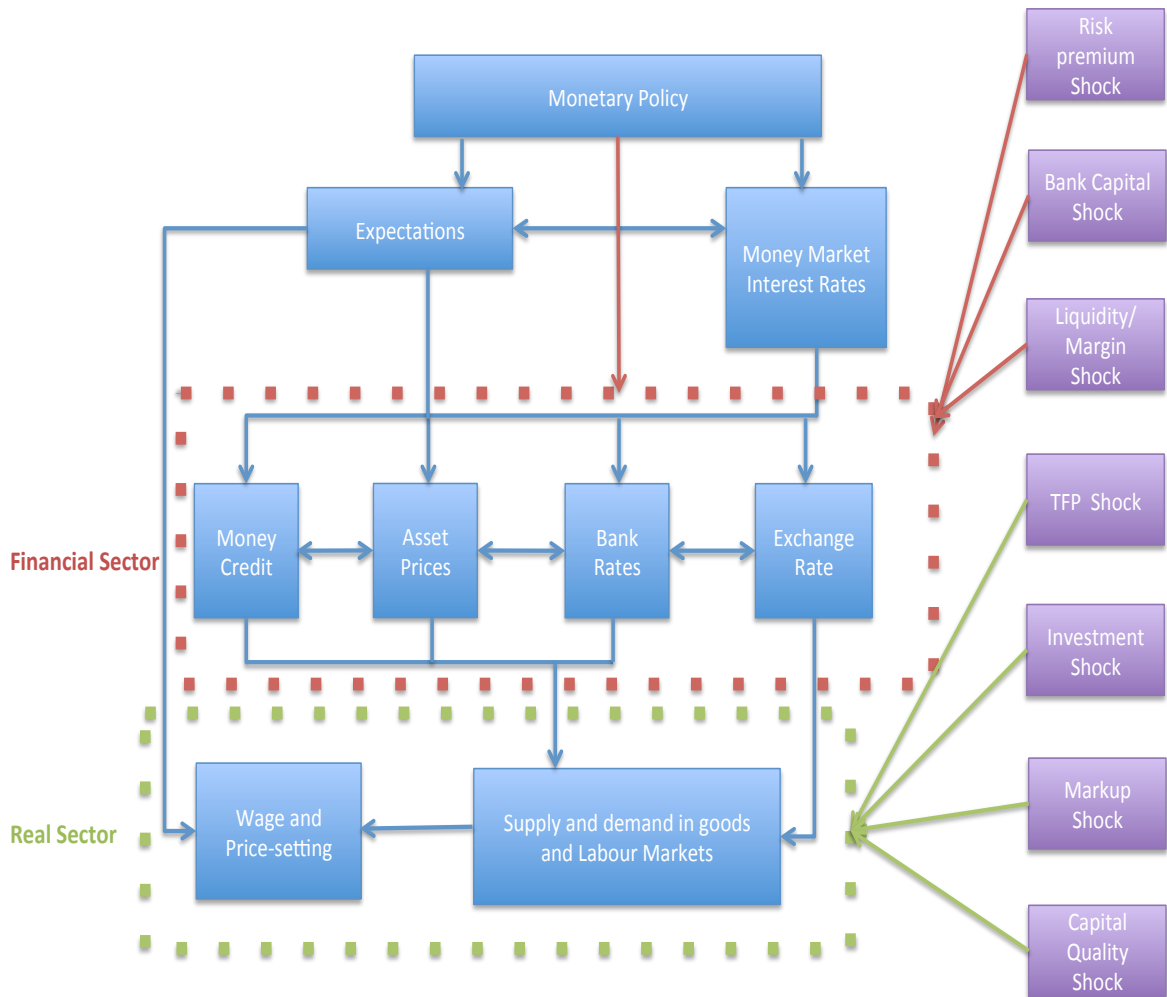 Risk
premium
Shock
Monetary Policy
Bank Capital
Shock
Expectations
Money Market
Interest Rates
Liquidity/
Margin
Shock
TFP Shock
Money
Credit
Asset
Prices
Bank
Rates
Exchange
Rate
Financial Sector
Investment
Shock
Markup
Shock
Wage and
Price-setting
Supply and demand in goods
and Labour Markets
Real Sector
Capital
Quality
Shock